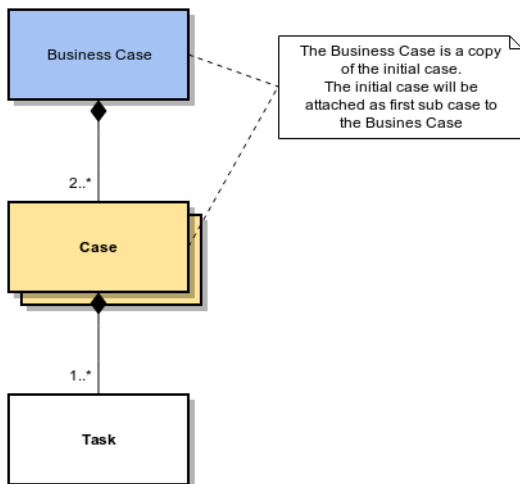 Business Case
The Business Case is a copy
of the initial case.
The initial case will be
attached as first sub case to
the Busines Case
2..*
Case
1..*
Task